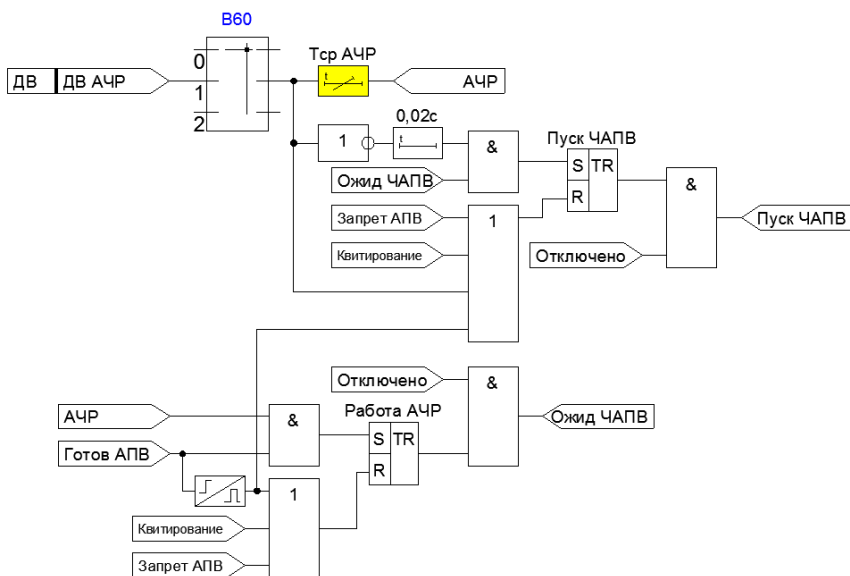 B60
0
1
2
ДВ ДВ АЧР
Тср АЧР
t
АЧР
1
0,02с
t
&
Ожид ЧАПВ
Пуск ЧАПВ
S TR
R
&
Запрет АПВ
1
Квитирование
Отключено
Пуск ЧАПВ
Отключено
&
Ожид ЧАПВ
АЧР
&
Работа АЧР
S TR
R
Готов АПВ
1
Квитирование
Запрет АПВ